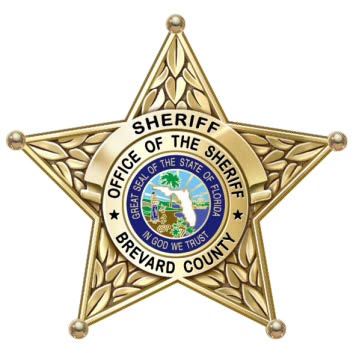 SHERIFF
OFFICE OF THE SHERIFF
GREAT SEAL OF THE STATE OF FLORIDA
IN GOD WE TRUST
BREVARD COUNTY